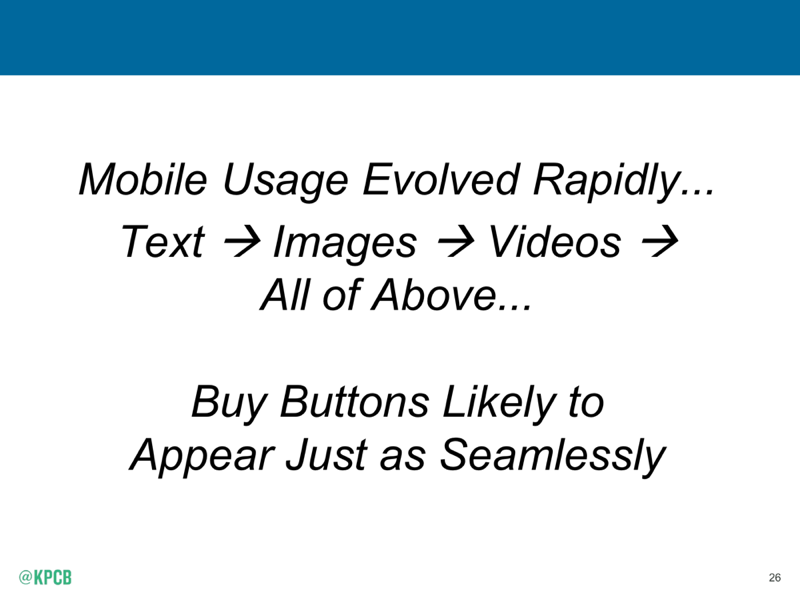 Mobile Usage Evolved Rapidly...
Text → Images → Videos →
All of Above...
Buy Buttons Likely to
Appear Just as Seamlessly
@KPCB
26